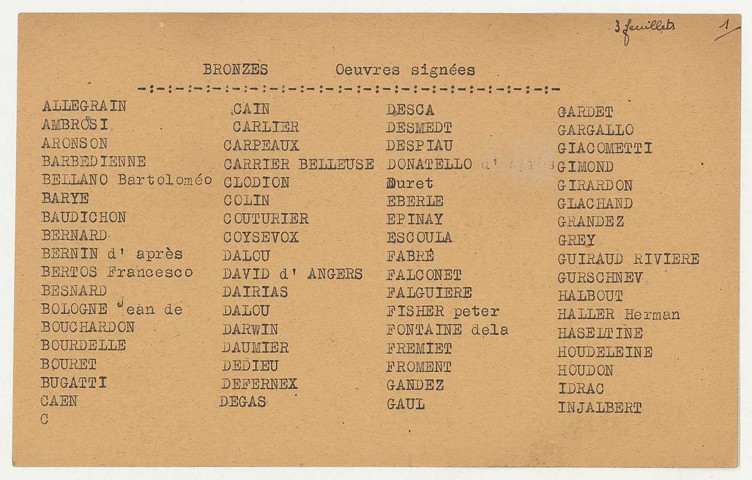 3 feuillets 1
BRONZES Oeuvres signées
-:-:-:-:-:-:-:-:-:-:-:-:-:-:-:-:-:-:-:-:-:-
ALLEGRAIN
AMBROSI
ARONSON
BARBEDIENNE
BELLANO Bartoloméo
BARYE
BAUDICHON
BERNARD
BERNIN d' après
BERTOS Francesco
BESNARD
BOLOGNE Jean de
BOUCHARDON
BOURDELLE
BOURET
BUGATTI
CAEN
C
CAIN
CARLIER
CARPEAUX
CARRIER BELLEUSE
CLODION
COLIN
COUTURIER
COYSEVOX
DALOU
DAVID d' ANGERS
DAIRIAS
DALOU
DARWIN
DAUMIER
DEDIEU
DEFERNEX
DEGAS
DESCA
DESMEDT
DESPIAU
DONATELLO d' après
Duret
EBERLE
EPINAY
ESCOULA
FABRÉ
FALCONET
FALGUIERE
FISHER peter
FONTAINE dela
FREMIET
FROMENT
GANDEZ
GAUL
GARDET
GARGALLO
GIACOMETTI
GIMOND
GIRARDON
GLACHAND
GRANDEZ
GREY
GUIRAUD RIVIERE
GURSCHNEV
HALBOUT
HALLER Herman
HASELTINE
HOUDELEINE
HOUDON
IDRAC
INJALBERT